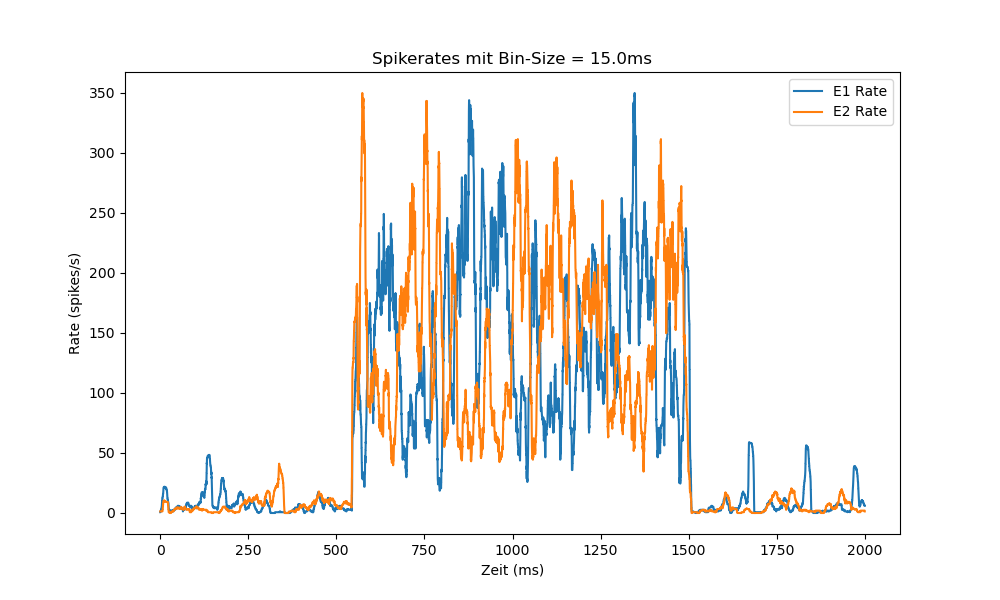 Spikerates mit Bin-Size = 15.0ms
E1 Rate
E2 Rate
Rate (spikes/s)
350
300
250
200
150
100
50
0
0 250 500 750 1000 1250 1500 1750 2000
Zeit (ms)